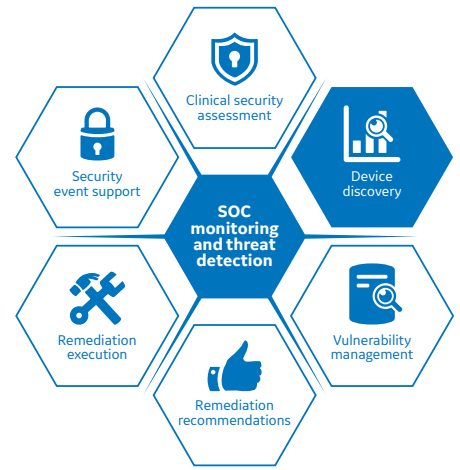 Clinical security
assessment
Device
discovery
Vulnerability
management
Remediation
recommendations
Remediation
execution
Security
event support
SOC
monitoring
and threat
detection